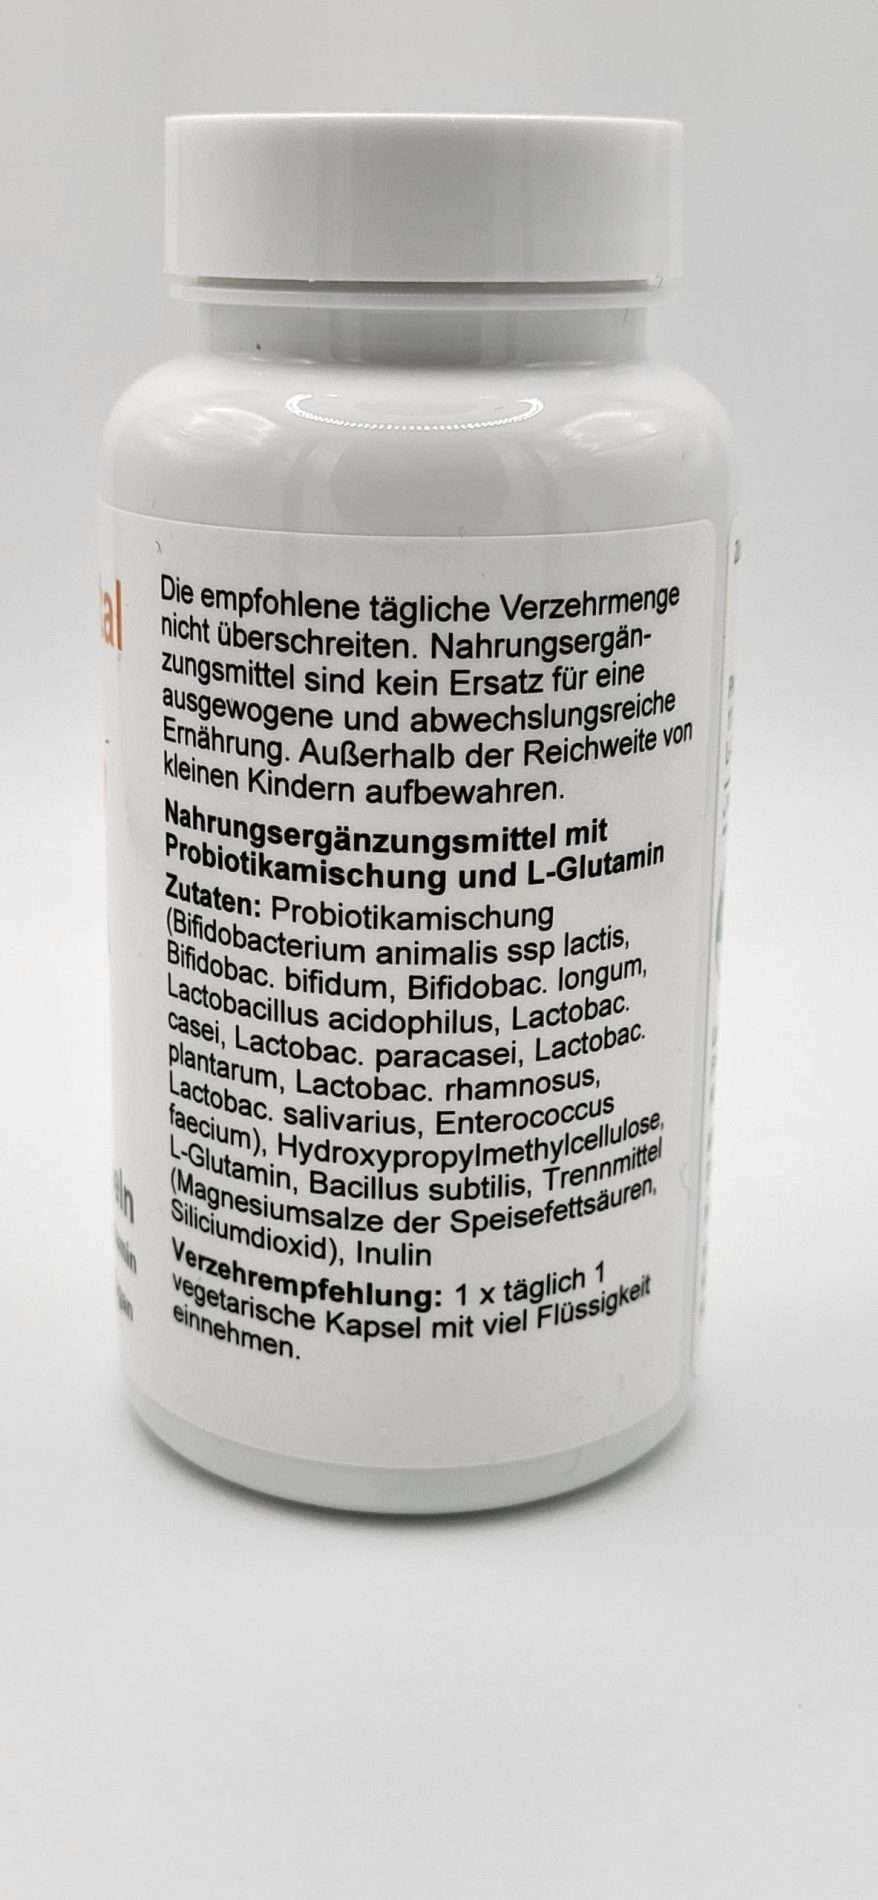 Die empfohlene tägliche Verzehrmenge
nicht überschreiten. Nahrungsergän-
zungsmittel sind kein Ersatz für eine
ausgewogene und abwechslungsreiche
Ernährung. Außerhalb der Reichweite von
kleinen Kindern aufbewahren.
Nahrungsergänzungsmittel mit
Probiotikamischung und L-Glutamin
Zutaten: Probiotikamischung
(Bifidobacterium animalis ssp lactis,
Bifidobac. bifidum, Bifidobac. longum,
Lactobacillus acidophilus, Lactobac.
casei, Lactobac. paracasei, Lactobac.
plantarum, Lactobac. rhamnosus,
Lactobac. salivarius, Enterococcus
faecium), Hydroxypropylmethylcellulose,
L-Glutamin, Bacillus subtilis, Trennmittel
(Magnesiumsalze der Speisefettsäuren,
Siliciumdioxid), Inulin
Verzehrempfehlung: 1 x täglich 1
vegetarische Kapsel mit viel Flüssigkeit
einnehmen.